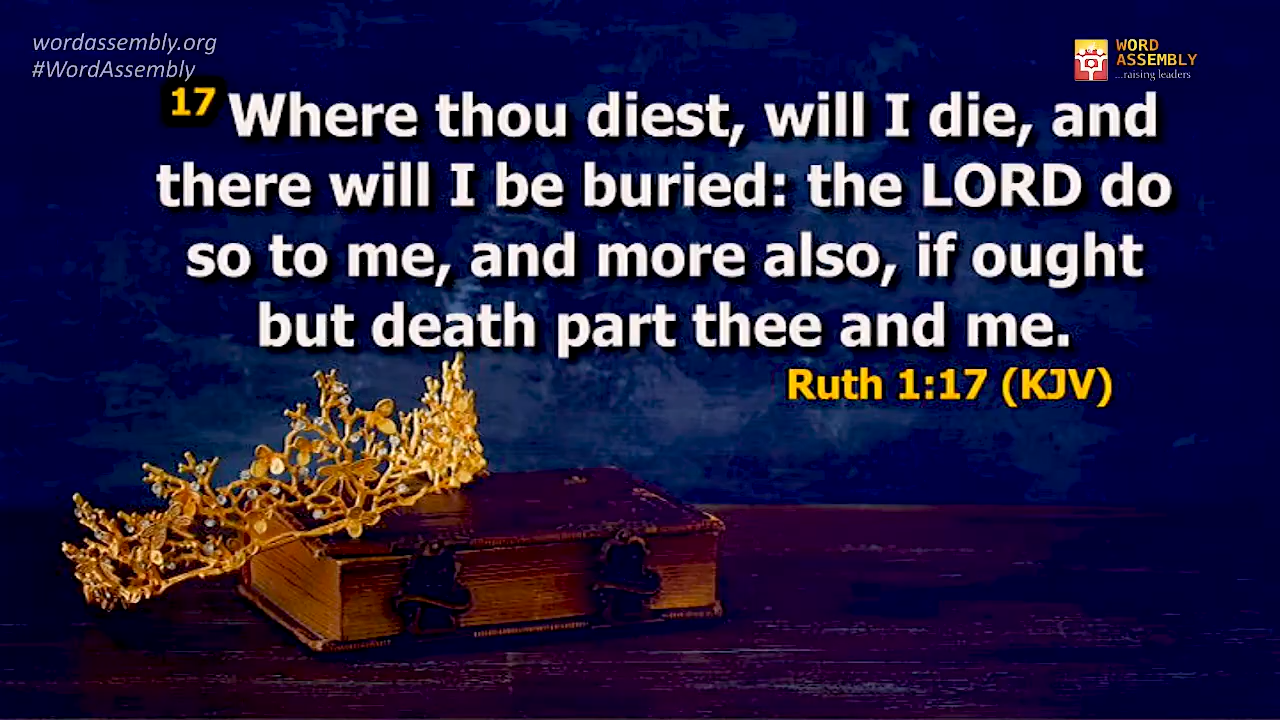 wordassembly.org
#WordAssembly
WORD
ASSEMBLY
...raising leaders
17 Where thou diest, will I die, and
there will I be buried: the LORD do
so to me, and more also, if ought
but death part thee and me.
Ruth 1:17 (KJV)